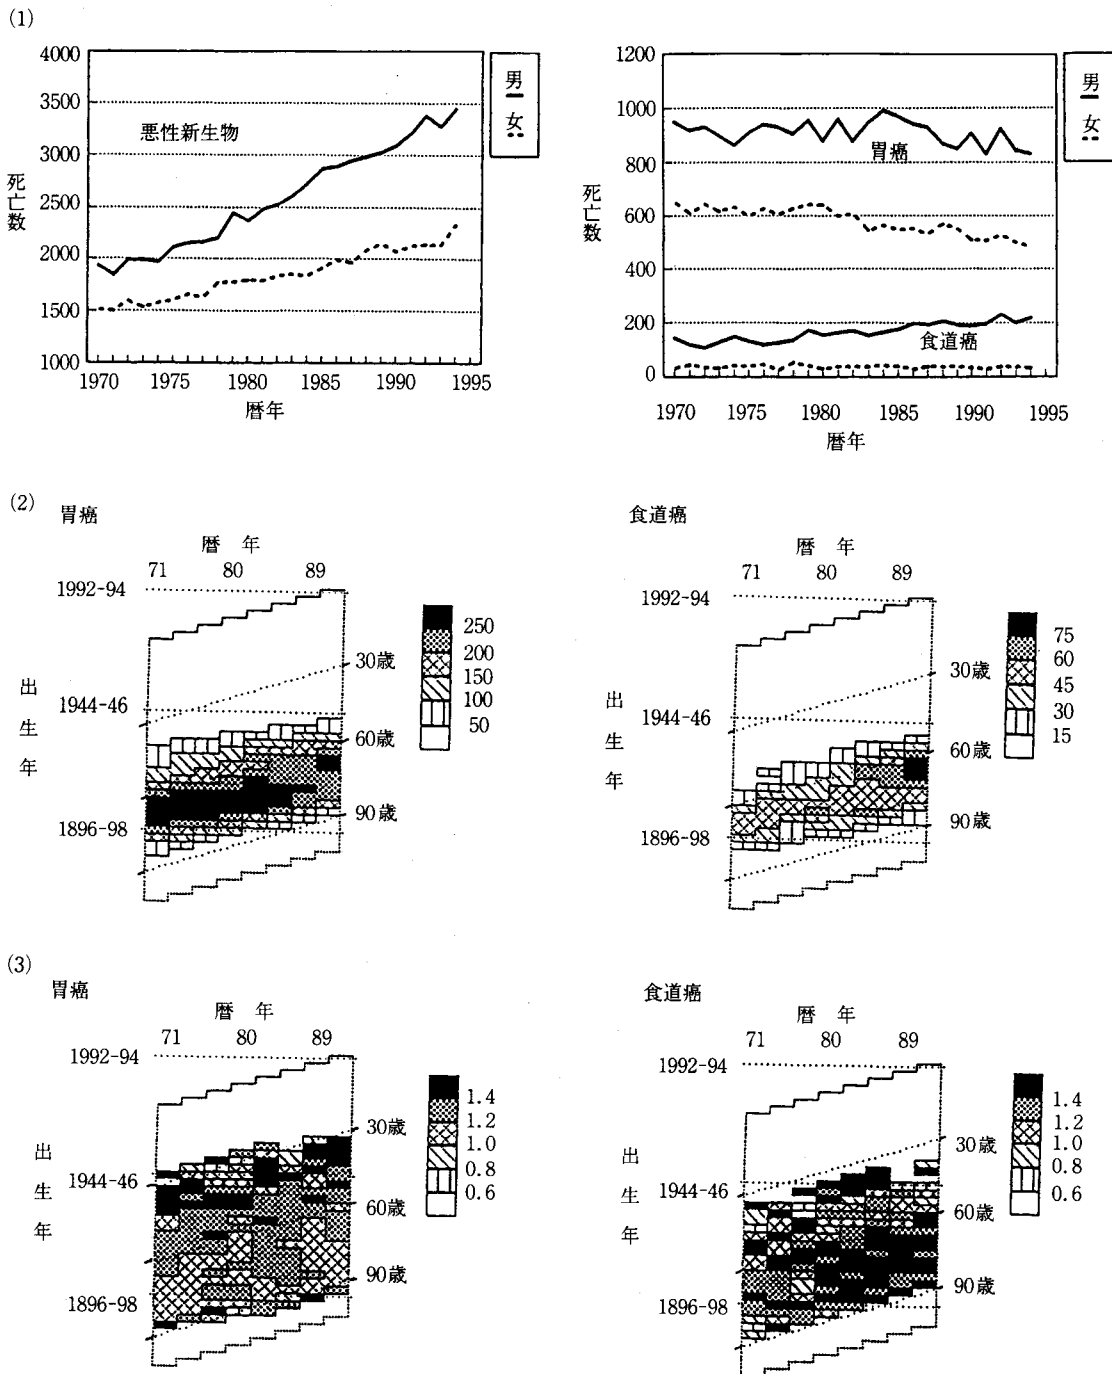 (1)
4000
3500
3000
2500
2000
1500
1000
死亡数
悪性新生物
男
女
1970 1975 1980 1985 1990 1995
暦年
1200
1000
800
600
400
200
0
死亡数
胃癌
食道癌
男
女
1970 1975 1980 1985 1990 1995
暦年
(2)
胃癌
暦 年
71 80 89
1992-94
1944-46
1896-98
出生年
30歳
60歳
90歳
250
200
150
100
50
食道癌
暦 年
71 80 89
1992-94
1944-46
1896-98
出生年
30歳
60歳
90歳
75
60
45
30
15
(3)
胃癌
暦 年
71 80 89
1992-94
1944-46
1896-98
出生年
30歳
60歳
90歳
1.4
1.2
1.0
0.8
0.6
食道癌
暦 年
71 80 89
1992-94
1944-46
1896-98
出生年
30歳
60歳
90歳
1.4
1.2
1.0
0.8
0.6